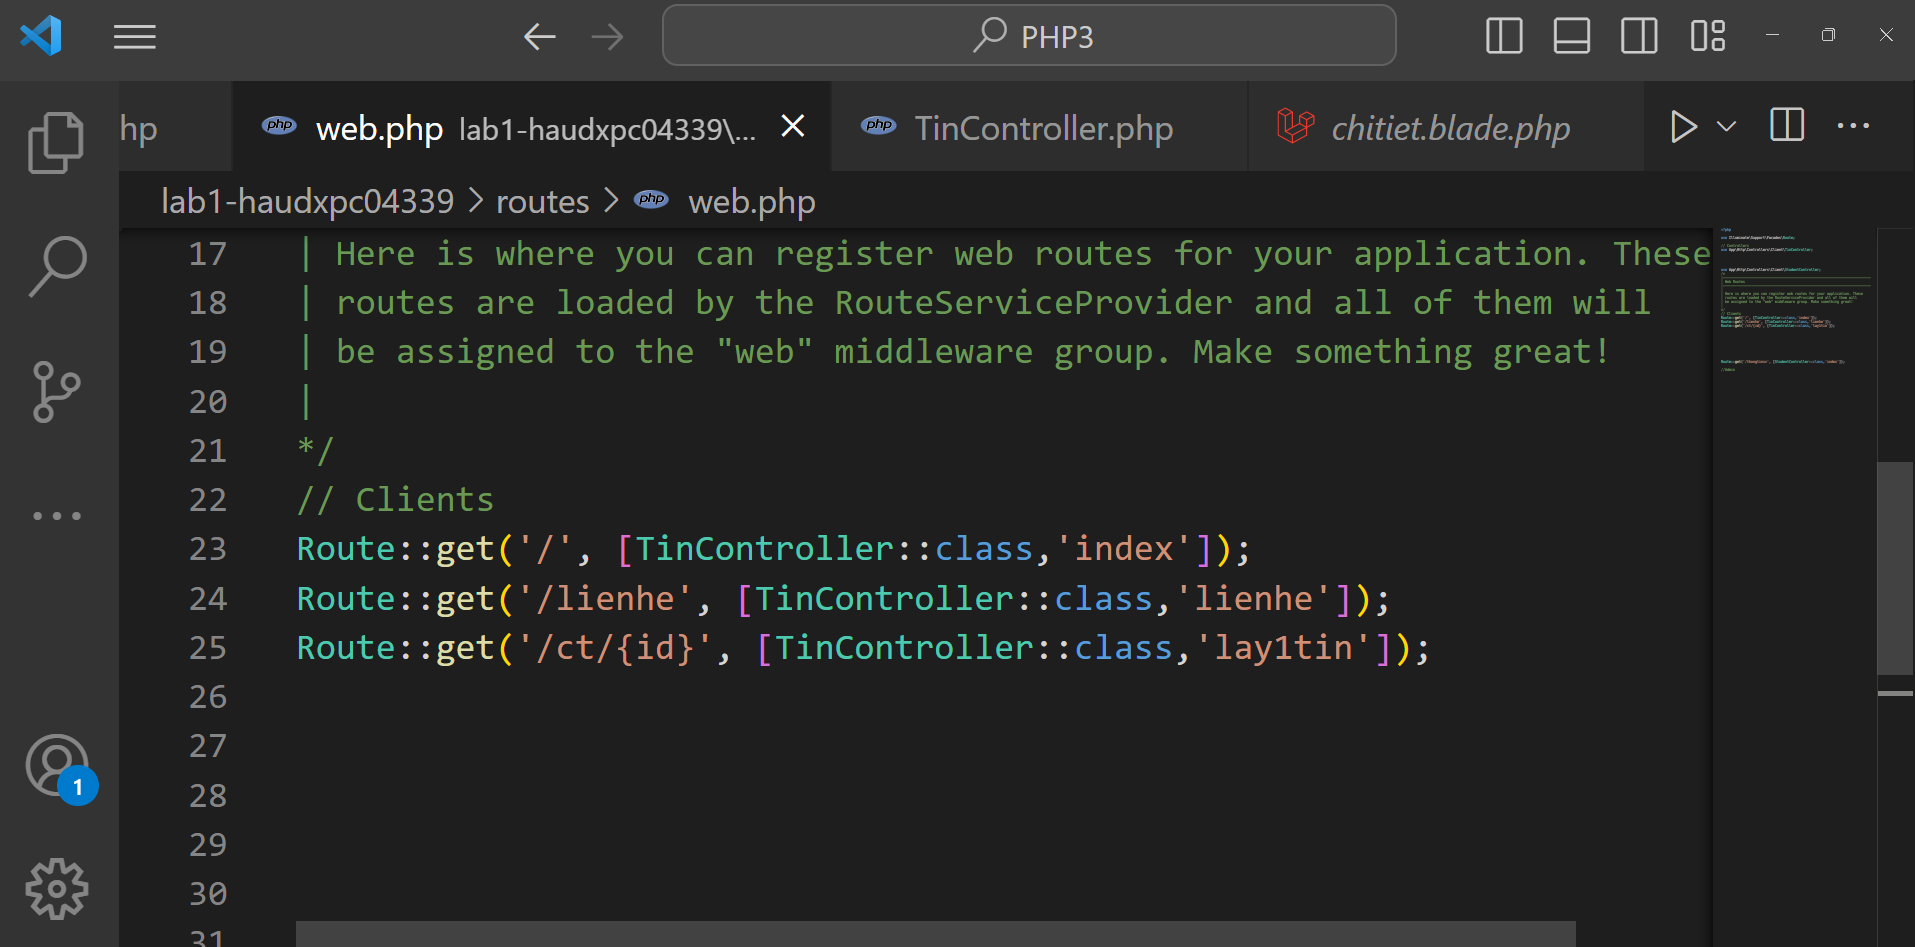 PHP3
hp
php web.php lab1-haudxpc04339\... php TinController.php chitiet.blade.php
lab1-haudxpc04339 > routes > php web.php
17 | Here is where you can register web routes for your application. These
18 | routes are loaded by the RouteServiceProvider and all of them will
19 | be assigned to the "web" middleware group. Make something great!
20 |
21 */
22 // Clients
23 Route::get('/', [TinController::class,'index']);
24 Route::get('/lienhe', [TinController::class,'lienhe']);
25 Route::get('/ct/{id}', [TinController::class,'lay1tin']);
26
27
28
29
30
31
1